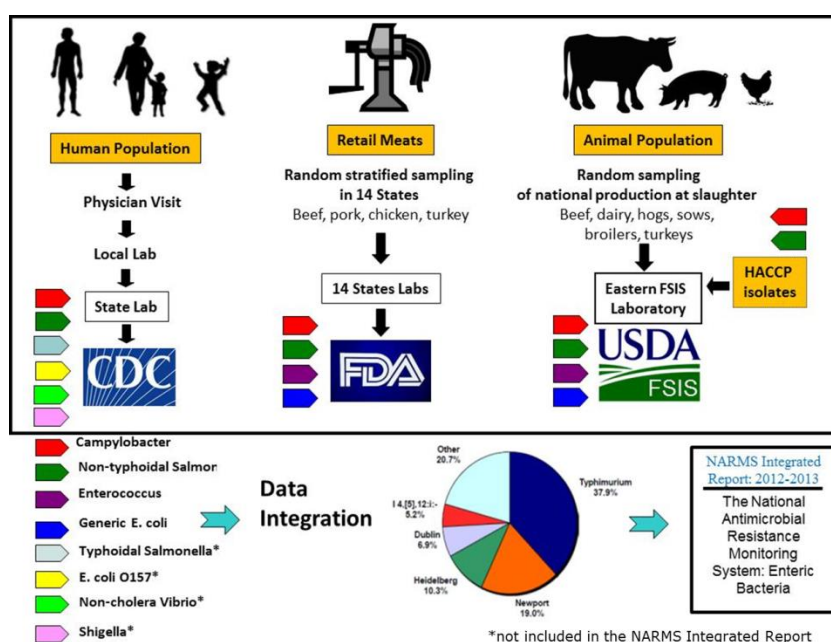 Human Population
Physician Visit
Local Lab
State Lab
CDC
Retail Meats
Random stratified sampling
in 14 States
Beef, pork, chicken, turkey
14 States Labs
FDA
Animal Population
Random sampling
of national production at slaughter
Beef, dairy, hogs, sows,
broilers, turkeys
Eastern FSIS
Laboratory
HACCP
isolates
USDA
FSIS
Campylobacter
Non-typhoidal Salmon
Enterococcus
Generic E. coli
Typhoidal Salmonella*
E. coli O157*
Non-cholera Vibrio*
Shigella*
Data
Integration
Other
20.7%
I 4,[5],12:i:-
5.2%
Dublin
6.9%
Heidelberg
10.3%
Newport
19.0%
Typhimurium
37.9%
NARMS Integrated
Report: 2012-2013
The National
Antimicrobial
Resistance
Monitoring
System: Enteric
Bacteria
*not included in the NARMS Integrated Report